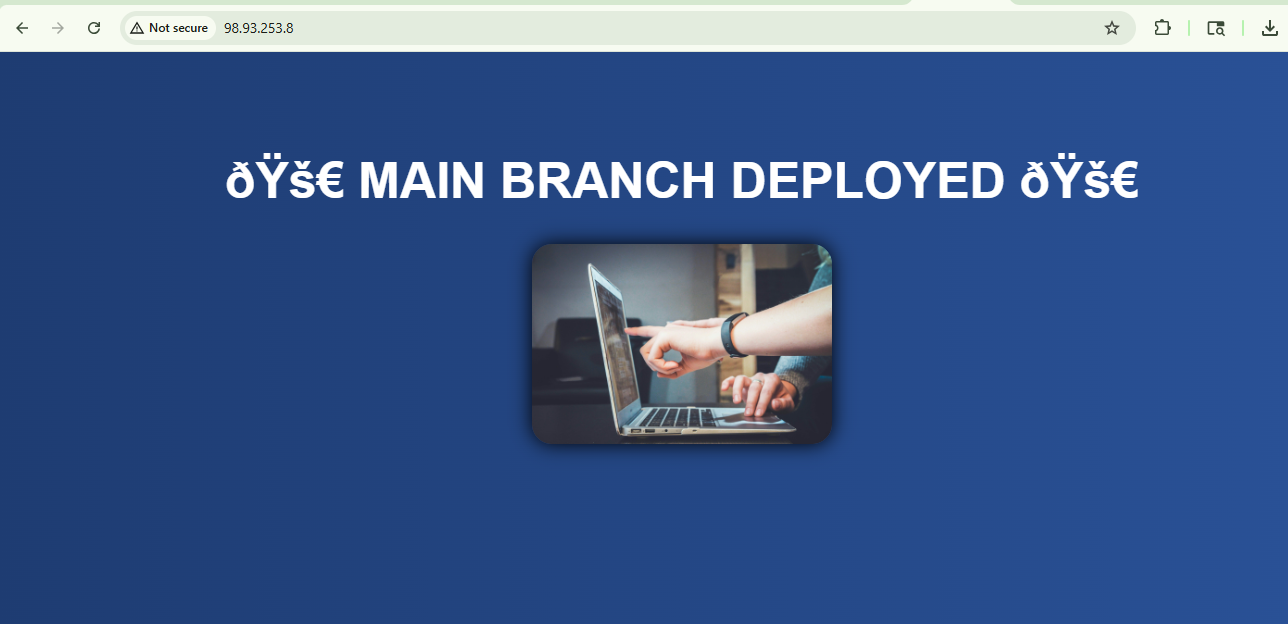 Not secure 98.93.253.8
ðŸš€ MAIN BRANCH DEPLOYED ðŸš€